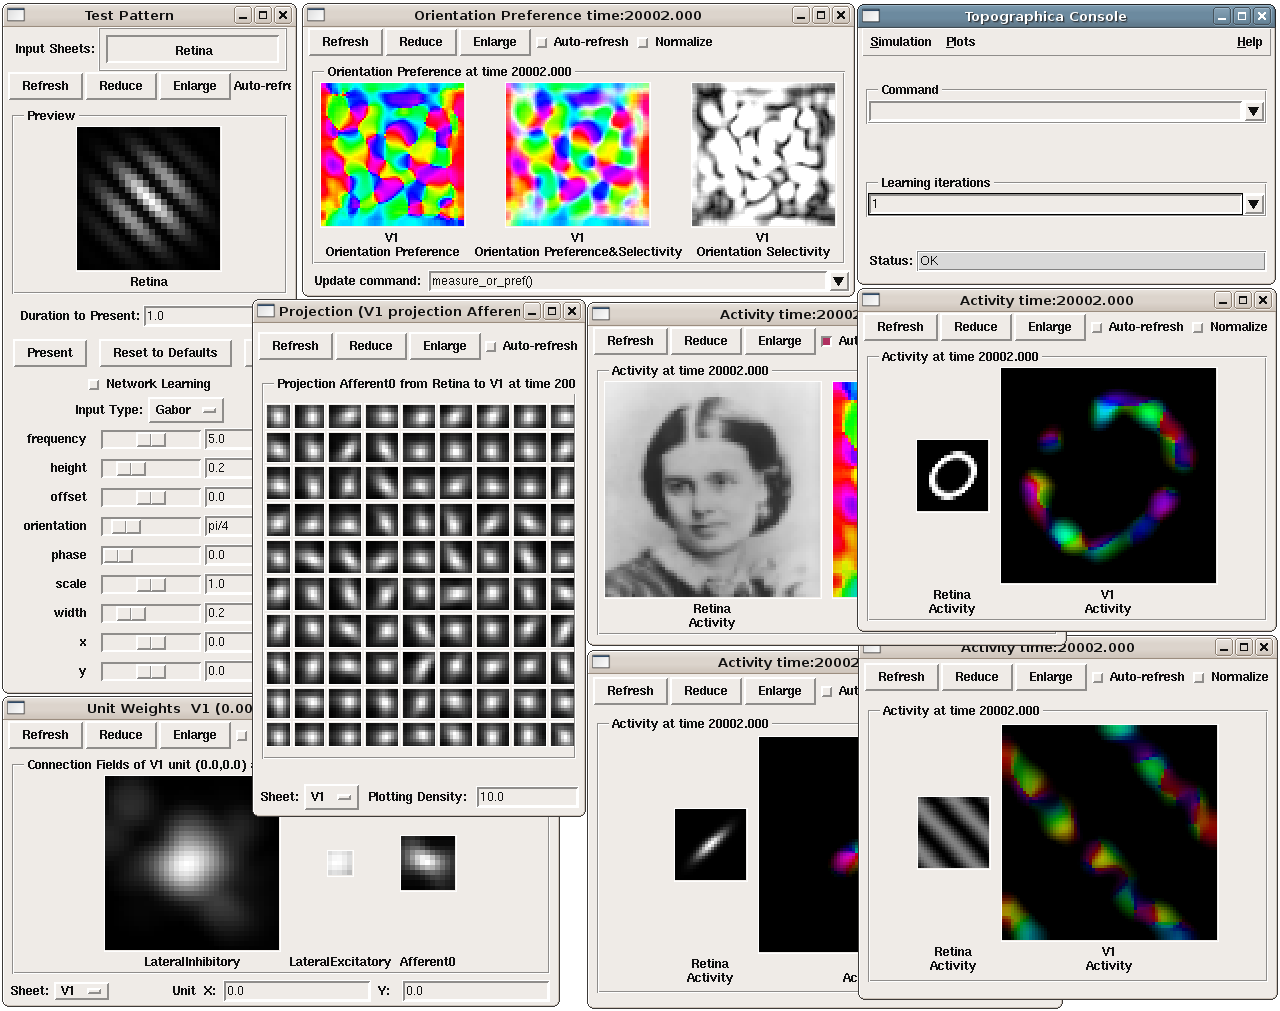 Test Pattern
Input Sheets: Retina
Refresh Reduce Enlarge Auto-refre
Preview
Retina
Duration to Present: 1.0
Present Reset to Defaults
Network Learning
Input Type: Gabor
frequency 5.0
height 0.2
offset 0.0
orientation pi/4
phase 0.0
scale 1.0
width 0.2
x 0.0
y 0.0
Orientation Preference time:20002.000
Refresh Reduce Enlarge Auto-refresh Normalize
Orientation Preference at time 20002.000
V1 V1 V1
Orientation Preference Orientation Preference&Selectivity Orientation Selectivity
Update command: measure_or_pref()
Topographica Console
Simulation Plots Help
Command
Learning iterations
1
Status: OK
Projection (V1 projection Afferen
Refresh Reduce Enlarge Auto-refresh
Projection Afferent0 from Retina to V1 at time 200
Sheet: V1 Plotting Density: 10.0
Activity time:20002
Refresh Reduce Enlarge Aut
Activity at time 20002.000
Retina
Activity
Activity time:20002.000
Refresh Reduce Enlarge Auto-refresh Normalize
Activity at time 20002.000
Retina V1
Activity Activity
Unit Weights V1 (0.00
Refresh Reduce Enlarge
Connection Fields of V1 unit (0.0,0.0)
LateralInhibitory LateralExcitatory Afferent0
Sheet: V1 Unit X: 0.0 Y: 0.0
Activity time:20002
Refresh Reduce Enlarge Aut
Activity at time 20002.000
Retina
Activity Ac
Activity time:20002.000
Refresh Reduce Enlarge Auto-refresh Normalize
Activity at time 20002.000
Retina V1
Activity Activity